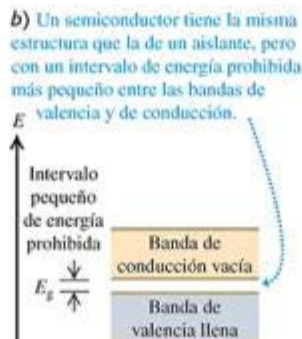 b) Un semiconductor tiene la misma
estructura que la de un aislante, pero
con un intervalo de energía prohibida
más pequeño entre las bandas de
valencia y de conducción.
E
Intervalo
pequeño
de energía
prohibida
Banda de
conducción vacía
Eg
Banda de
valencia llena